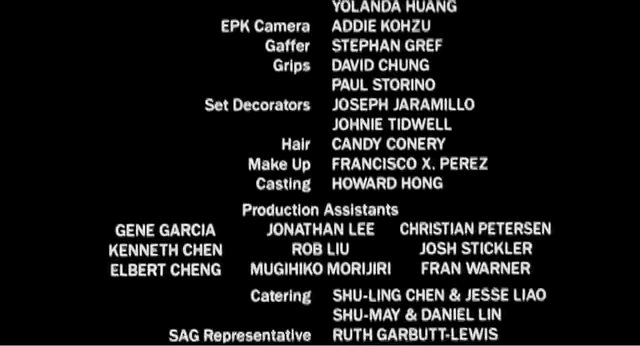 YOLANDA HUANG
EPK Camera ADDIE KOHZU
Gaffer STEPHAN GREF
Grips DAVID CHUNG
PAUL STORINO
Set Decorators JOSEPH JARAMILLO
JOHNIE TIDWELL
Hair CANDY CONERY
Make Up FRANCISCO X. PEREZ
Casting HOWARD HONG
Production Assistants
GENE GARCIA JONATHAN LEE CHRISTIAN PETERSEN
KENNETH CHEN ROB LIU JOSH STICKLER
ELBERT CHENG MUGIHIKO MORIJIRI FRAN WARNER
Catering SHU-LING CHEN & JESSE LIAO
SHU-MAY & DANIEL LIN
SAG Representative RUTH GARBUTT-LEWIS